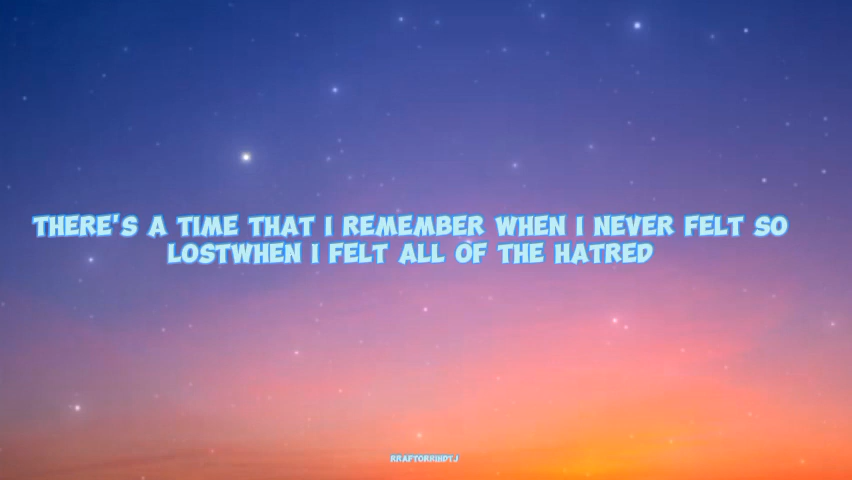 THERE'S A TIME THAT I REMEMBER WHEN I NEVER FELT SO
LOSTWHEN I FELT ALL OF THE HATRED